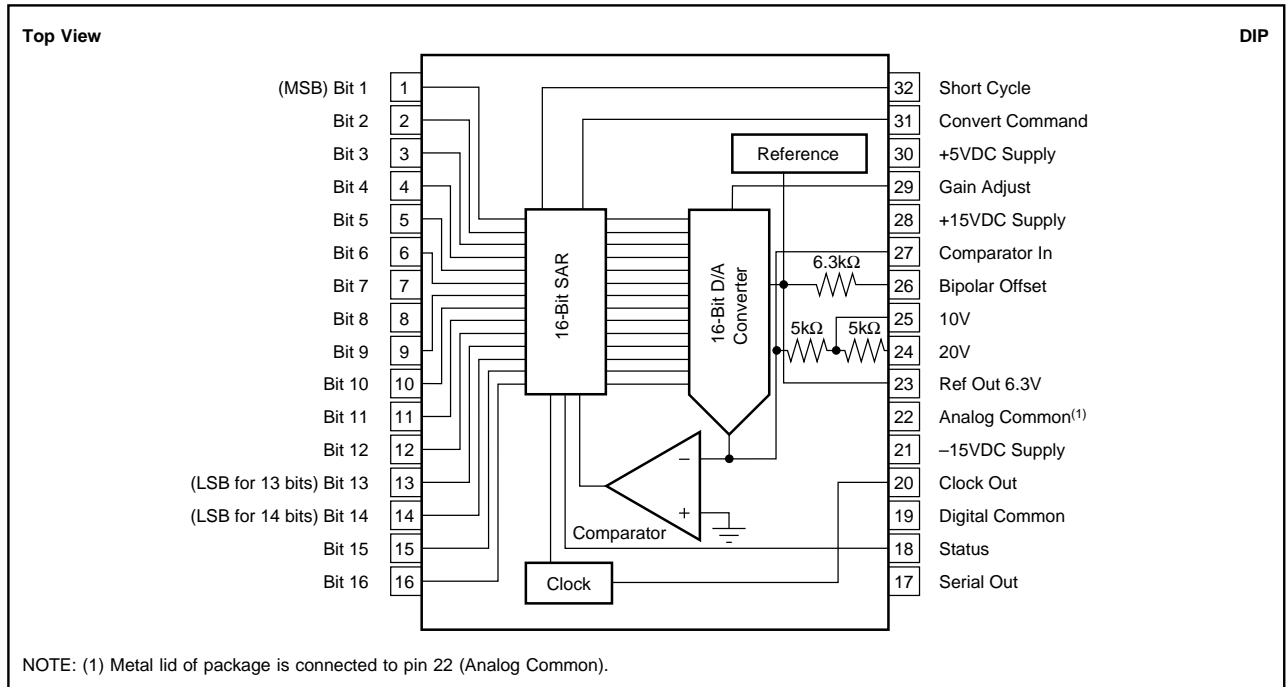 Top View
DIP
(MSB) Bit 1 1
Bit 2 2
Bit 3 3
Bit 4 4
Bit 5 5
Bit 6 6
Bit 7 7
Bit 8 8
Bit 9 9
Bit 10 10
Bit 11 11
Bit 12 12
(LSB for 13 bits) Bit 13 13
(LSB for 14 bits) Bit 14 14
Bit 15 15
Bit 16 16
16-Bit SAR
16-Bit D/A
Converter
Reference
6.3kΩ
5kΩ 5kΩ
−
+
Comparator
Clock
32 Short Cycle
31 Convert Command
30 +5VDC Supply
29 Gain Adjust
28 +15VDC Supply
27 Comparator In
26 Bipolar Offset
25 10V
24 20V
23 Ref Out 6.3V
22 Analog Common(1)
21 –15VDC Supply
20 Clock Out
19 Digital Common
18 Status
17 Serial Out
NOTE: (1) Metal lid of package is connected to pin 22 (Analog Common).